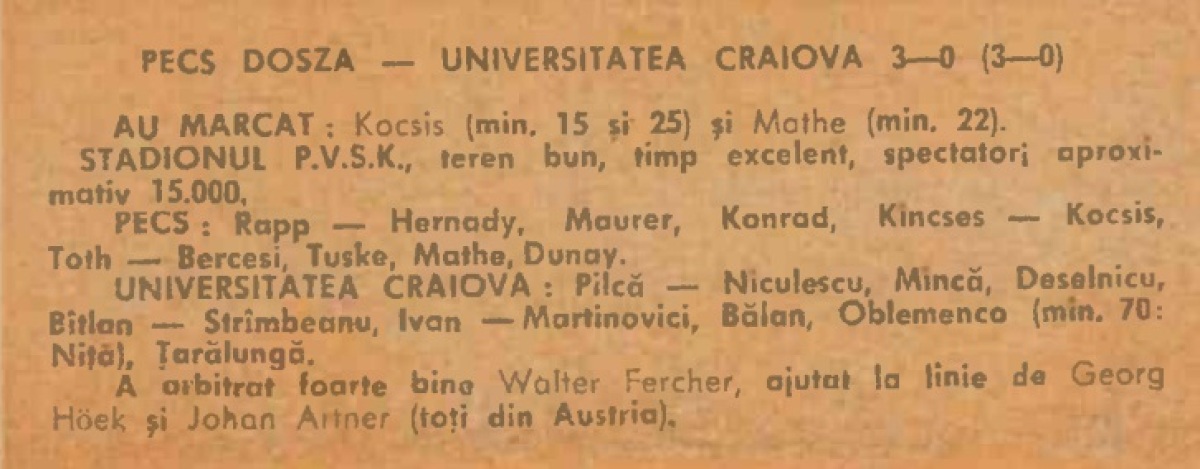 PECS DOSZA — UNIVERSITATEA CRAIOVA 3—0 (3—0)
AU MARCAT : Kocsis (min. 15 și 25) și Mathe (min. 22).
STADIONUL P.V.S.K., teren bun, timp excelent, spectatori aproxi-
mativ 15.000.
PECS : Rapp — Hernady, Maurer, Konrad, Kincses — Kocsis,
Toth — Bercesi, Tuske, Mathe, Dunay.
UNIVERSITATEA CRAIOVA : Pilcă — Niculescu, Mincă, Deselnicu,
Bîtlan — Strîmbeanu, Ivan — Martinovici, Bălan, Oblemenco (min. 70:
Niță), Țarălungă.
A arbitrat foarte bine Walter Fercher, ajutat la linie de Georg
Höek și Johan Artner (toți din Austria).